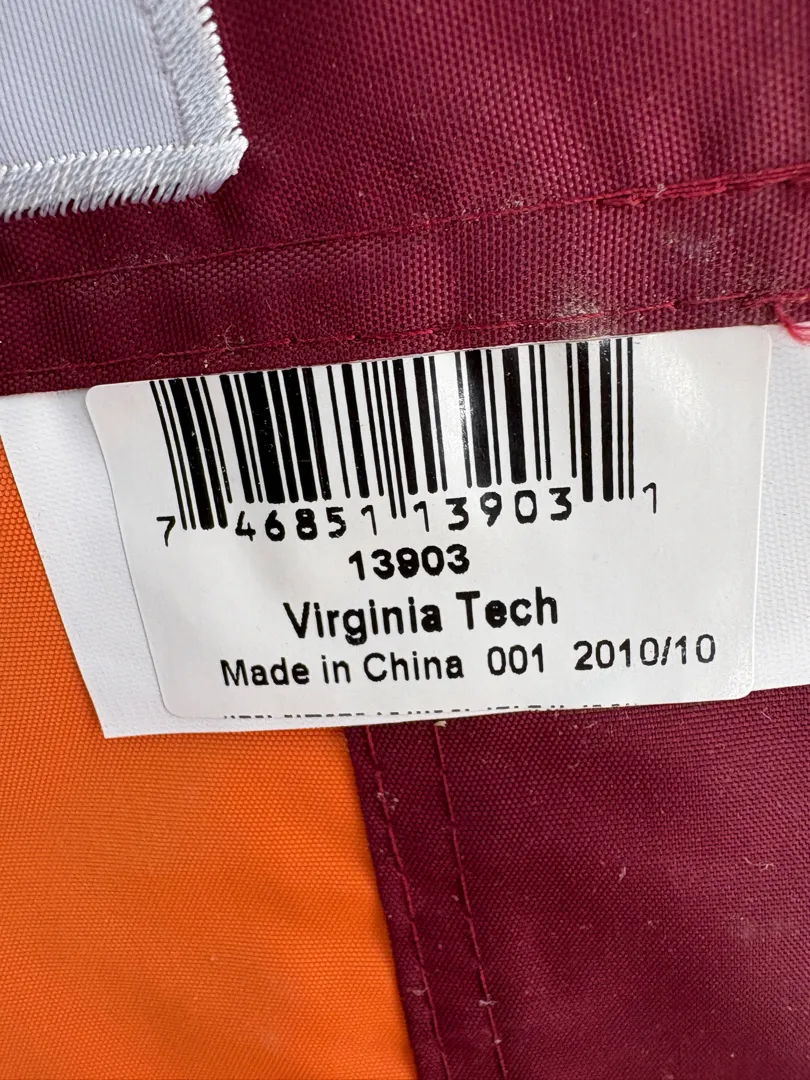 7 46851 13903 1
13903
Virginia Tech
Made in China 001 2010/10